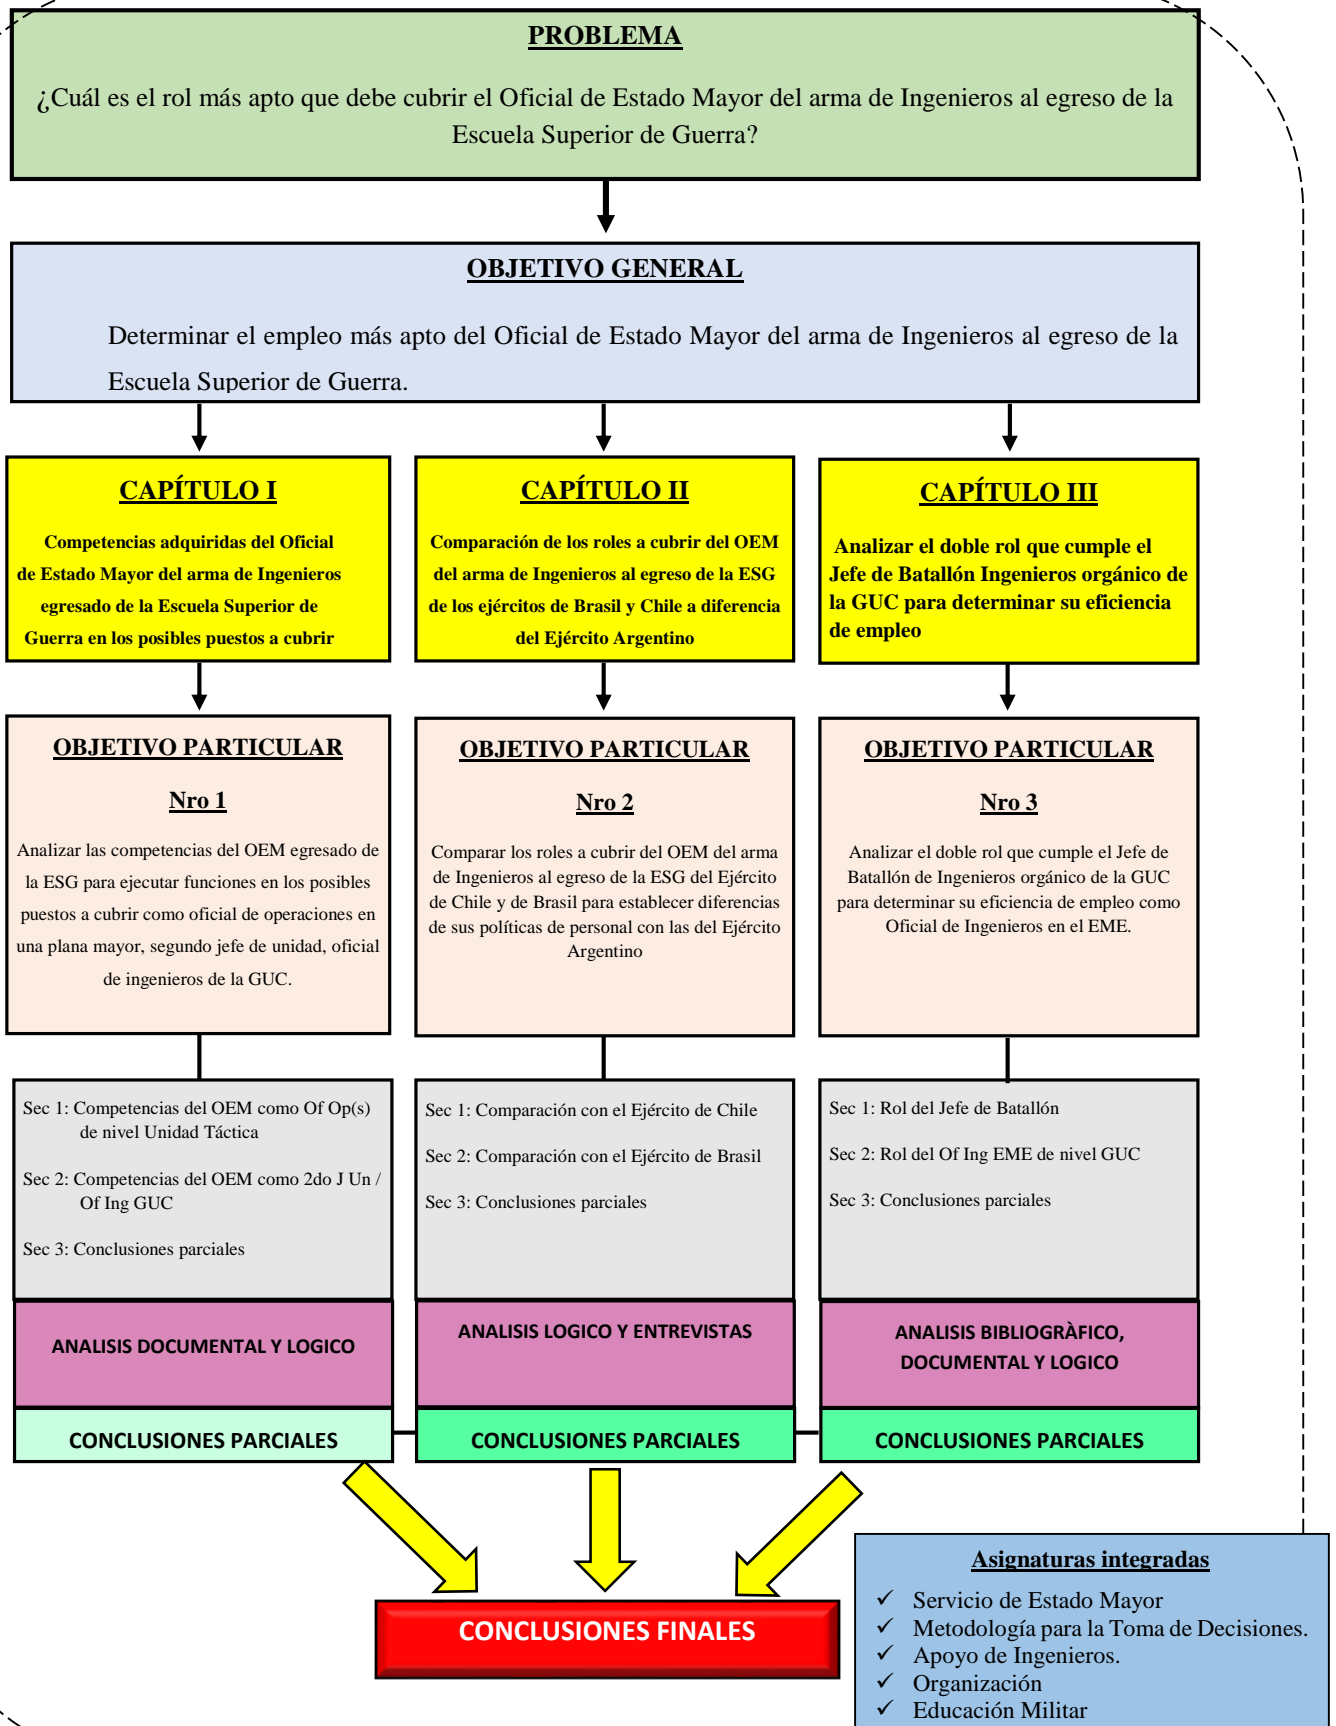 PROBLEMA
¿Cuál es el rol más apto que debe cubrir el Oficial de Estado Mayor del arma de Ingenieros al egreso de la
Escuela Superior de Guerra?
OBJETIVO GENERAL
Determinar el empleo más apto del Oficial de Estado Mayor del arma de Ingenieros al egreso de la
Escuela Superior de Guerra.
CAPÍTULO I
Competencias adquiridas del Oficial
de Estado Mayor del arma de Ingenieros
egresado de la Escuela Superior de
Guerra en los posibles puestos a cubrir
CAPÍTULO II
Comparación de los roles a cubrir del OEM
del arma de Ingenieros al egreso de la ESG
de los ejércitos de Brasil y Chile a diferencia
del Ejército Argentino
CAPÍTULO III
Analizar el doble rol que cumple el
Jefe de Batallón Ingenieros orgánico de
la GUC para determinar su eficiencia
de empleo
OBJETIVO PARTICULAR
Nro 1
Analizar las competencias del OEM egresado de
la ESG para ejecutar funciones en los posibles
puestos a cubrir como oficial de operaciones en
una plana mayor, segundo jefe de unidad, oficial
de ingenieros de la GUC.
OBJETIVO PARTICULAR
Nro 2
Comparar los roles a cubrir del OEM del arma
de Ingenieros al egreso de la ESG del Ejército
de Chile y de Brasil para establecer diferencias
de sus políticas de personal con las del Ejército
Argentino
OBJETIVO PARTICULAR
Nro 3
Analizar el doble rol que cumple el Jefe de
Batallón de Ingenieros orgánico de la GUC
para determinar su eficiencia de empleo como
Oficial de Ingenieros en el EME.
Sec 1: Competencias del OEM como Of Op(s)
de nivel Unidad Táctica
Sec 2: Competencias del OEM como 2do J Un /
Of Ing GUC
Sec 3: Conclusiones parciales
Sec 1: Comparación con el Ejército de Chile
Sec 2: Comparación con el Ejército de Brasil
Sec 3: Conclusiones parciales
Sec 1: Rol del Jefe de Batallón
Sec 2: Rol del Of Ing EME de nivel GUC
Sec 3: Conclusiones parciales
ANALISIS DOCUMENTAL Y LOGICO
ANALISIS LOGICO Y ENTREVISTAS
ANALISIS BIBLIOGRÀFICO,
DOCUMENTAL Y LOGICO
CONCLUSIONES PARCIALES
CONCLUSIONES PARCIALES
CONCLUSIONES PARCIALES
CONCLUSIONES FINALES
Asignaturas integradas
✓ Servicio de Estado Mayor
✓ Metodología para la Toma de Decisiones.
✓ Apoyo de Ingenieros.
✓ Organización
✓ Educación Militar